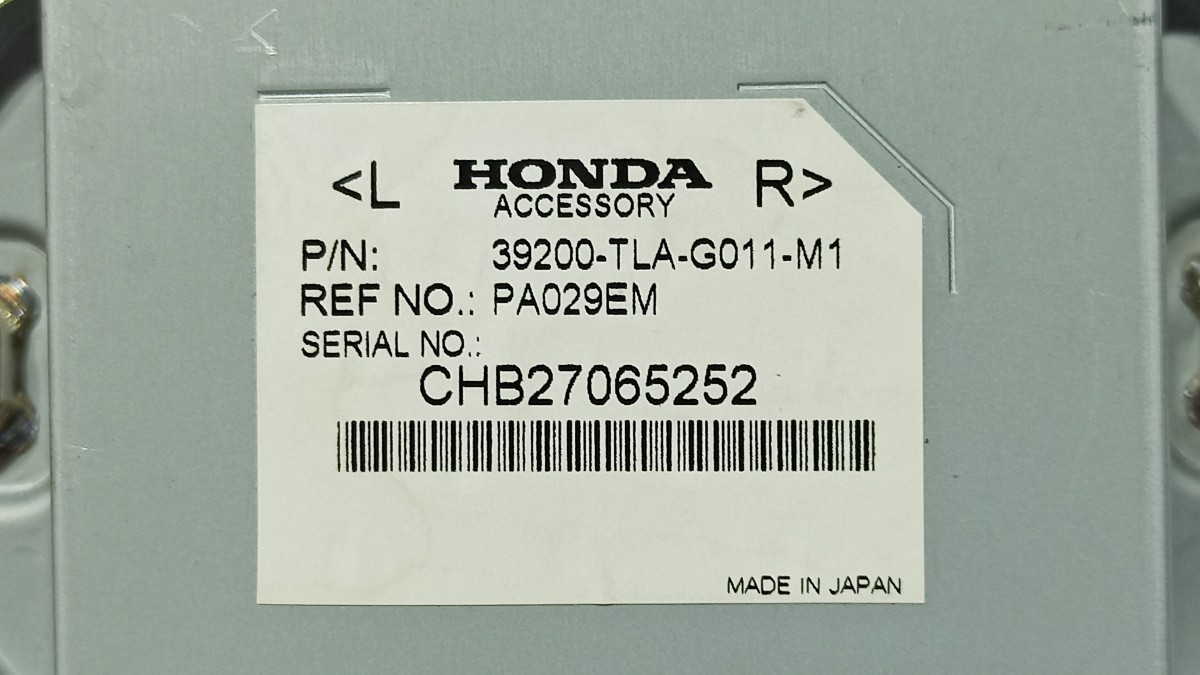 <L HONDA R>
ACCESSORY
P/N: 39200-TLA-G011-M1
REF NO.: PA029EM
SERIAL NO.:
CHB27065252
MADE IN JAPAN